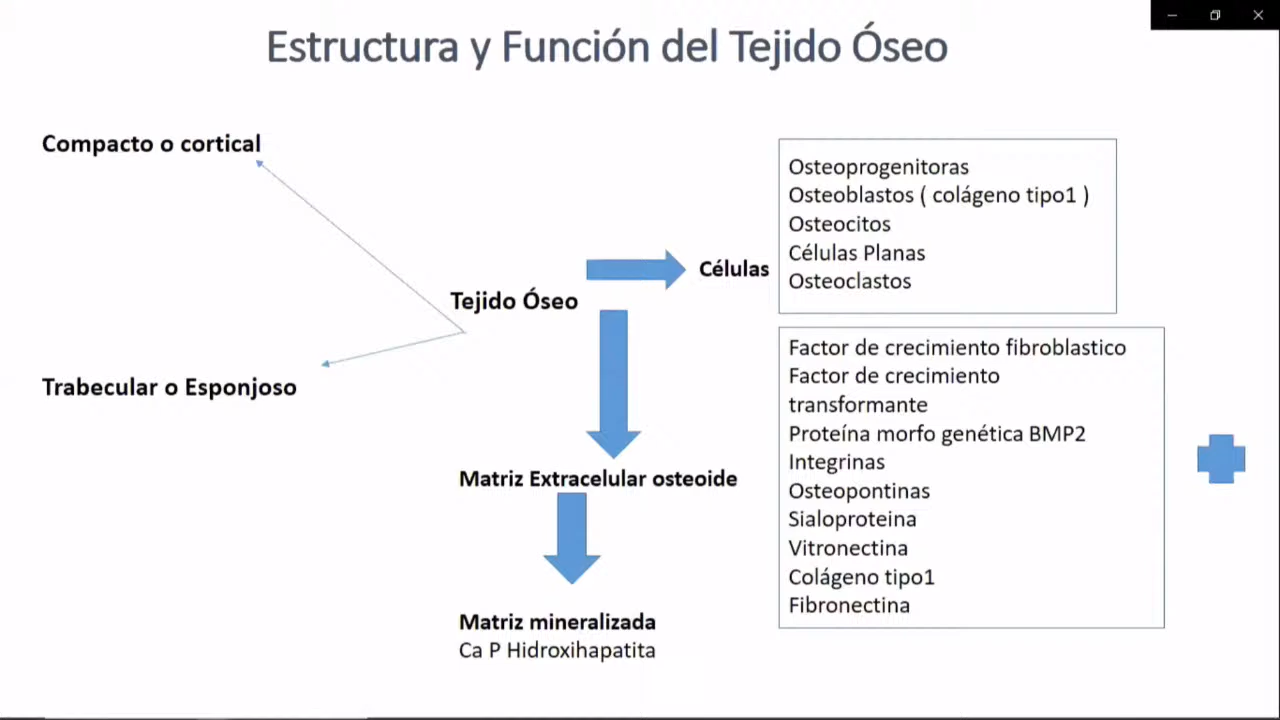 Estructura y Función del Tejido Óseo
Compacto o cortical
Trabecular o Esponjoso
Tejido Óseo
Células
Osteoprogenitoras
Osteoblastos ( colágeno tipo1 )
Osteocitos
Células Planas
Osteoclastos
Matriz Extracelular osteoide
Factor de crecimiento fibroblastico
Factor de crecimiento
transformante
Proteína morfo genética BMP2
Integrinas
Osteopontinas
Sialoproteina
Vitronectina
Colágeno tipo1
Fibronectina
Matriz mineralizada
Ca P Hidroxihapatita